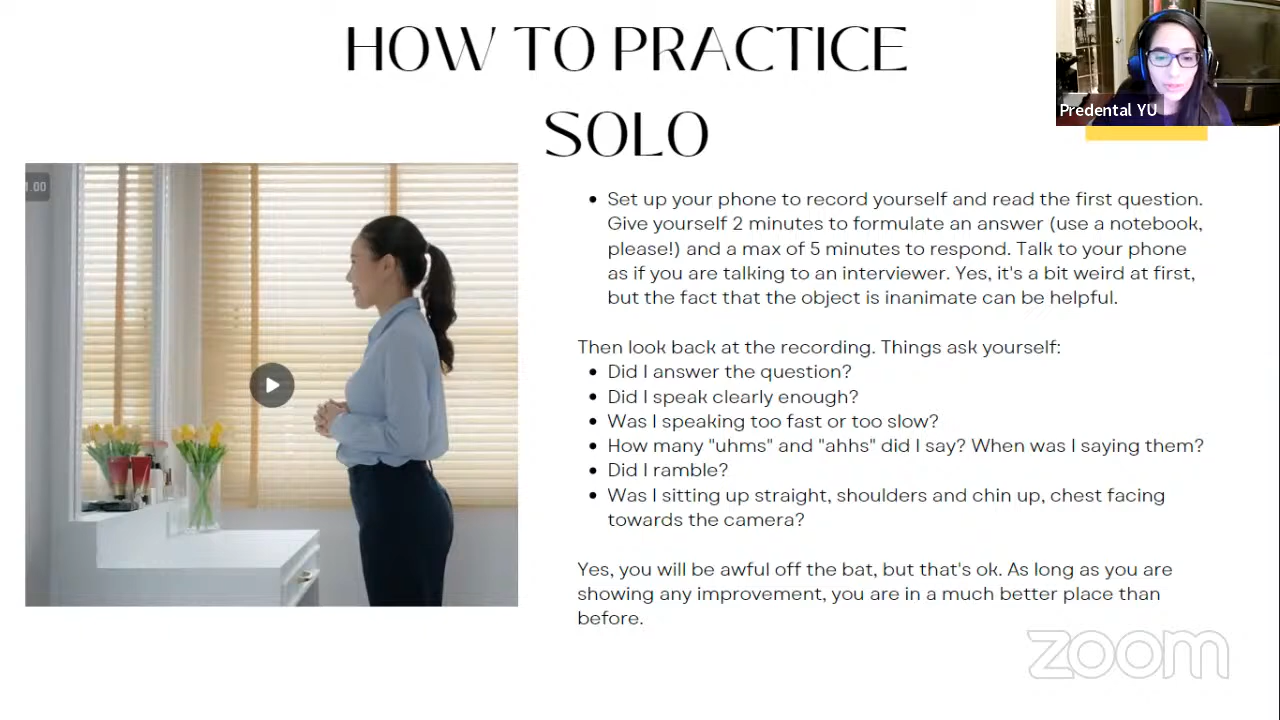 HOW TO PRACTICE
SOLO
Predental YU
1.00
• Set up your phone to record yourself and read the first question.
Give yourself 2 minutes to formulate an answer (use a notebook,
please!) and a max of 5 minutes to respond. Talk to your phone
as if you are talking to an interviewer. Yes, it's a bit weird at first,
but the fact that the object is inanimate can be helpful.
Then look back at the recording. Things ask yourself:
• Did I answer the question?
• Did I speak clearly enough?
• Was I speaking too fast or too slow?
• How many "uhms" and "ahhs" did I say? When was I saying them?
• Did I ramble?
• Was I sitting up straight, shoulders and chin up, chest facing
towards the camera?
Yes, you will be awful off the bat, but that's ok. As long as you are
showing any improvement, you are in a much better place than
before.
zoom